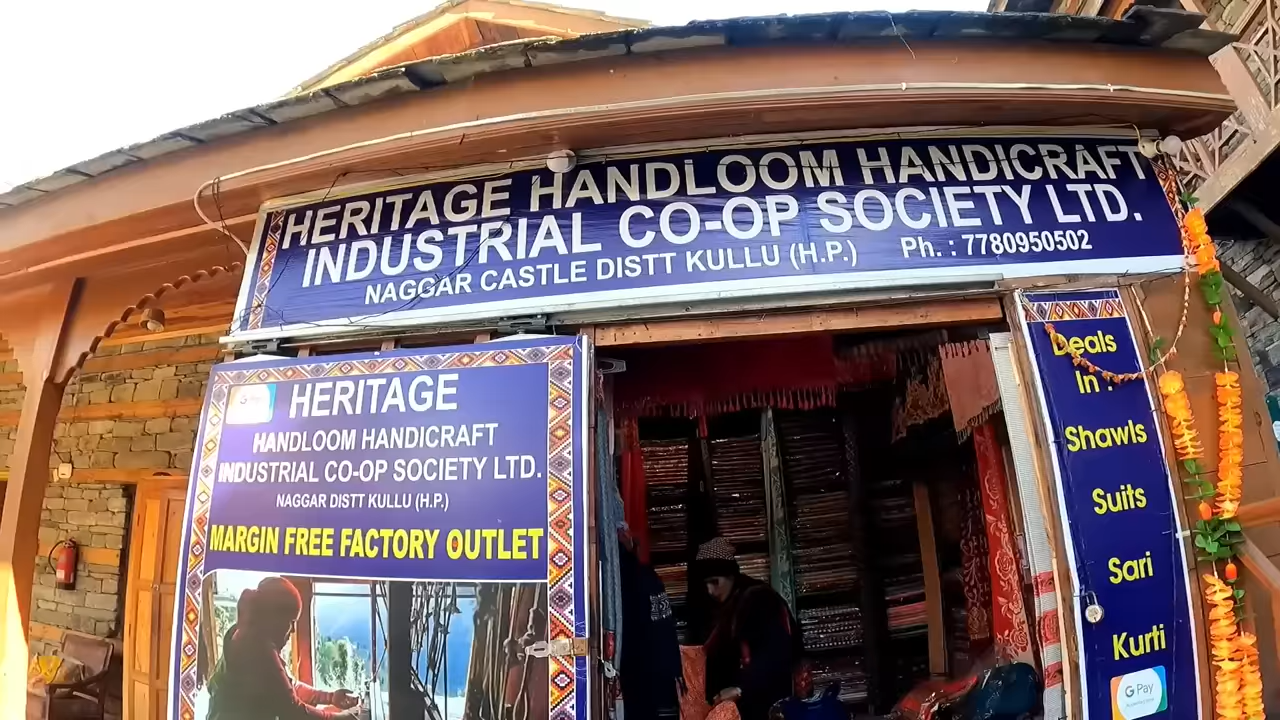 HERITAGE HANDLOOM HANDICRAFT
INDUSTRIAL CO-OP SOCIETY LTD.
NAGGAR CASTLE DISTT KULLU (H.P.) Ph. : 7780950502
G Pay
HERITAGE
HANDLOOM HANDICRAFT
INDUSTRIAL CO-OP SOCIETY LTD.
NAGGAR DISTT KULLU (H.P.)
MARGIN FREE FACTORY OUTLET
Deals
In :
Shawls
Suits
Sari
Kurti
G Pay